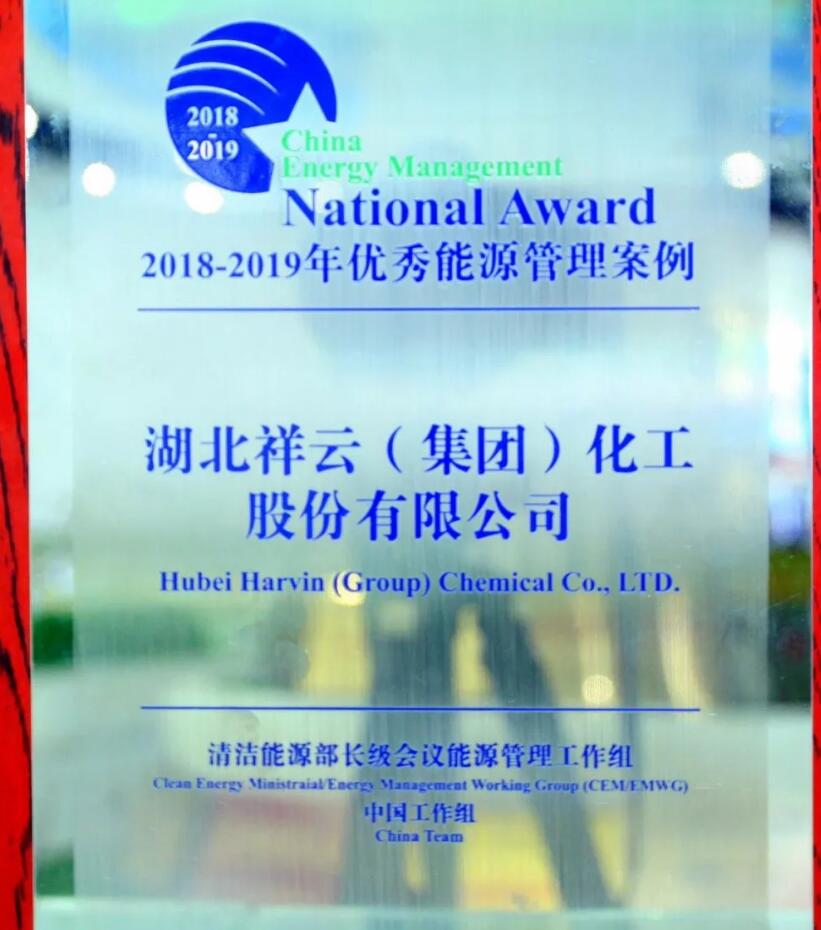 2018
-
2019
China
Energy Management
National Award
2018-2019年优秀能源管理案例
湖北祥云（集团）化工
股份有限公司
Hubei Harvin (Group) Chemical Co., LTD.
清洁能源部长级会议能源管理工作组
Clean Energy Ministraial/Energy Management Working Group (CEM/EMWG)
中国工作组
China Team